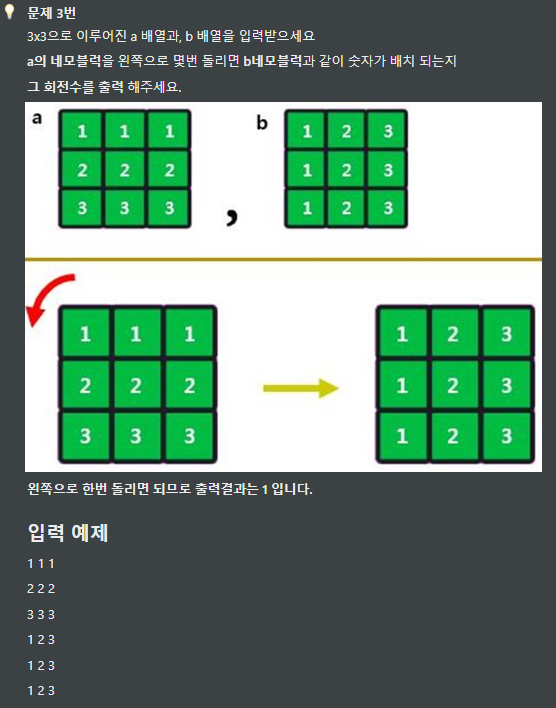 문제 3번
3x3으로 이루어진 a 배열과, b 배열을 입력받으세요
a의 네모블럭을 왼쪽으로 몇번 돌리면 b네모블럭과 같이 숫자가 배치 되는지
그 회전수를 출력 해주세요.
a 1 1 1 b 1 2 3
2 2 2 1 2 3
3 3 3 , 1 2 3
1 1 1 1 2 3
2 2 2 1 2 3
3 3 3 1 2 3
왼쪽으로 한번 돌리면 되므로 출력결과는 1 입니다.
입력 예제
1 1 1
2 2 2
3 3 3
1 2 3
1 2 3
1 2 3